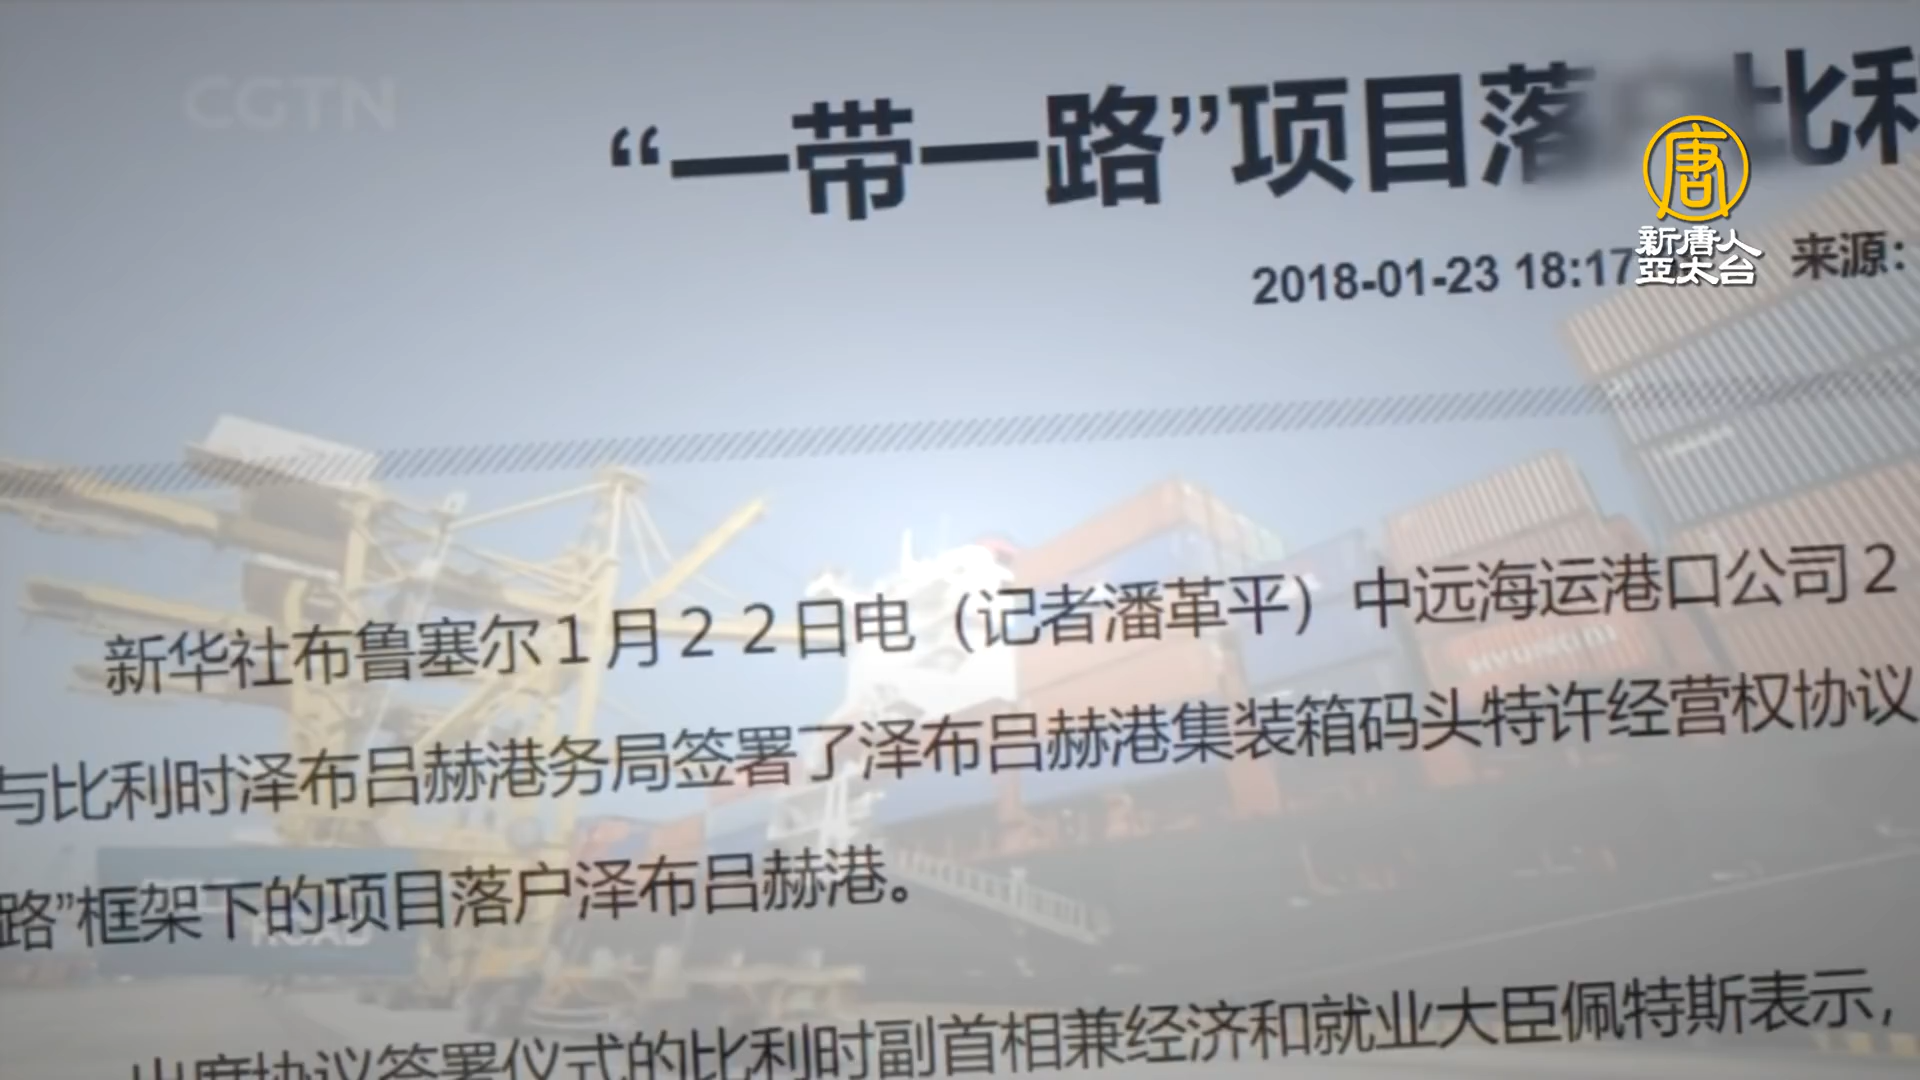 CGTN
“一带一路”项目落户比利
唐
新唐人
亞太台
2018-01-23 18:17
来源：
新华社布鲁塞尔１月２２日电（记者潘革平）中远海运港口公司２
HYUNDAI
与比利时泽布吕赫港务局签署了泽布吕赫港集装箱码头特许经营权协议
路”框架下的项目落户泽布吕赫港。
ROAD
出席协议签署仪式的比利时副首相兼经济和就业大臣佩特斯表示，